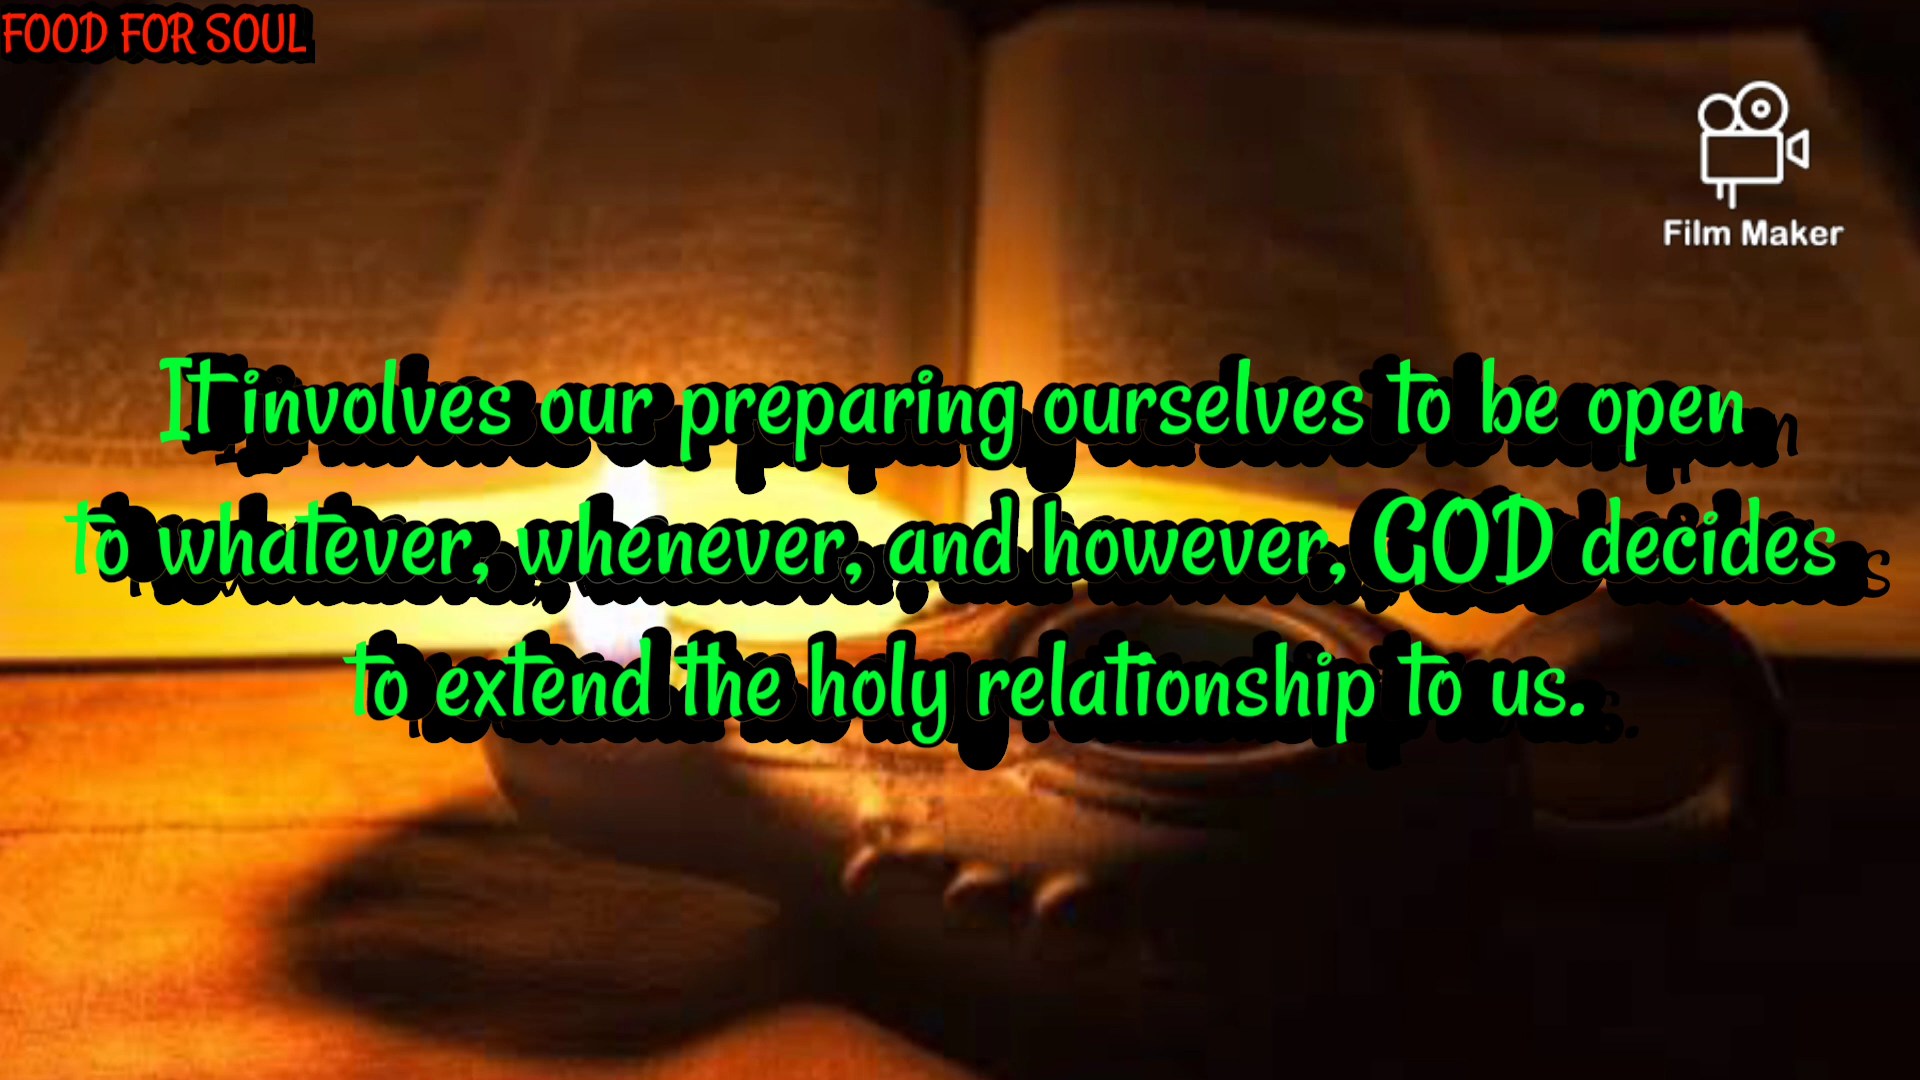 FOOD FOR SOUL
Film Maker
It involves our preparing ourselves to be open
to whatever, whenever, and however, GOD decides
to extend the holy relationship to us.